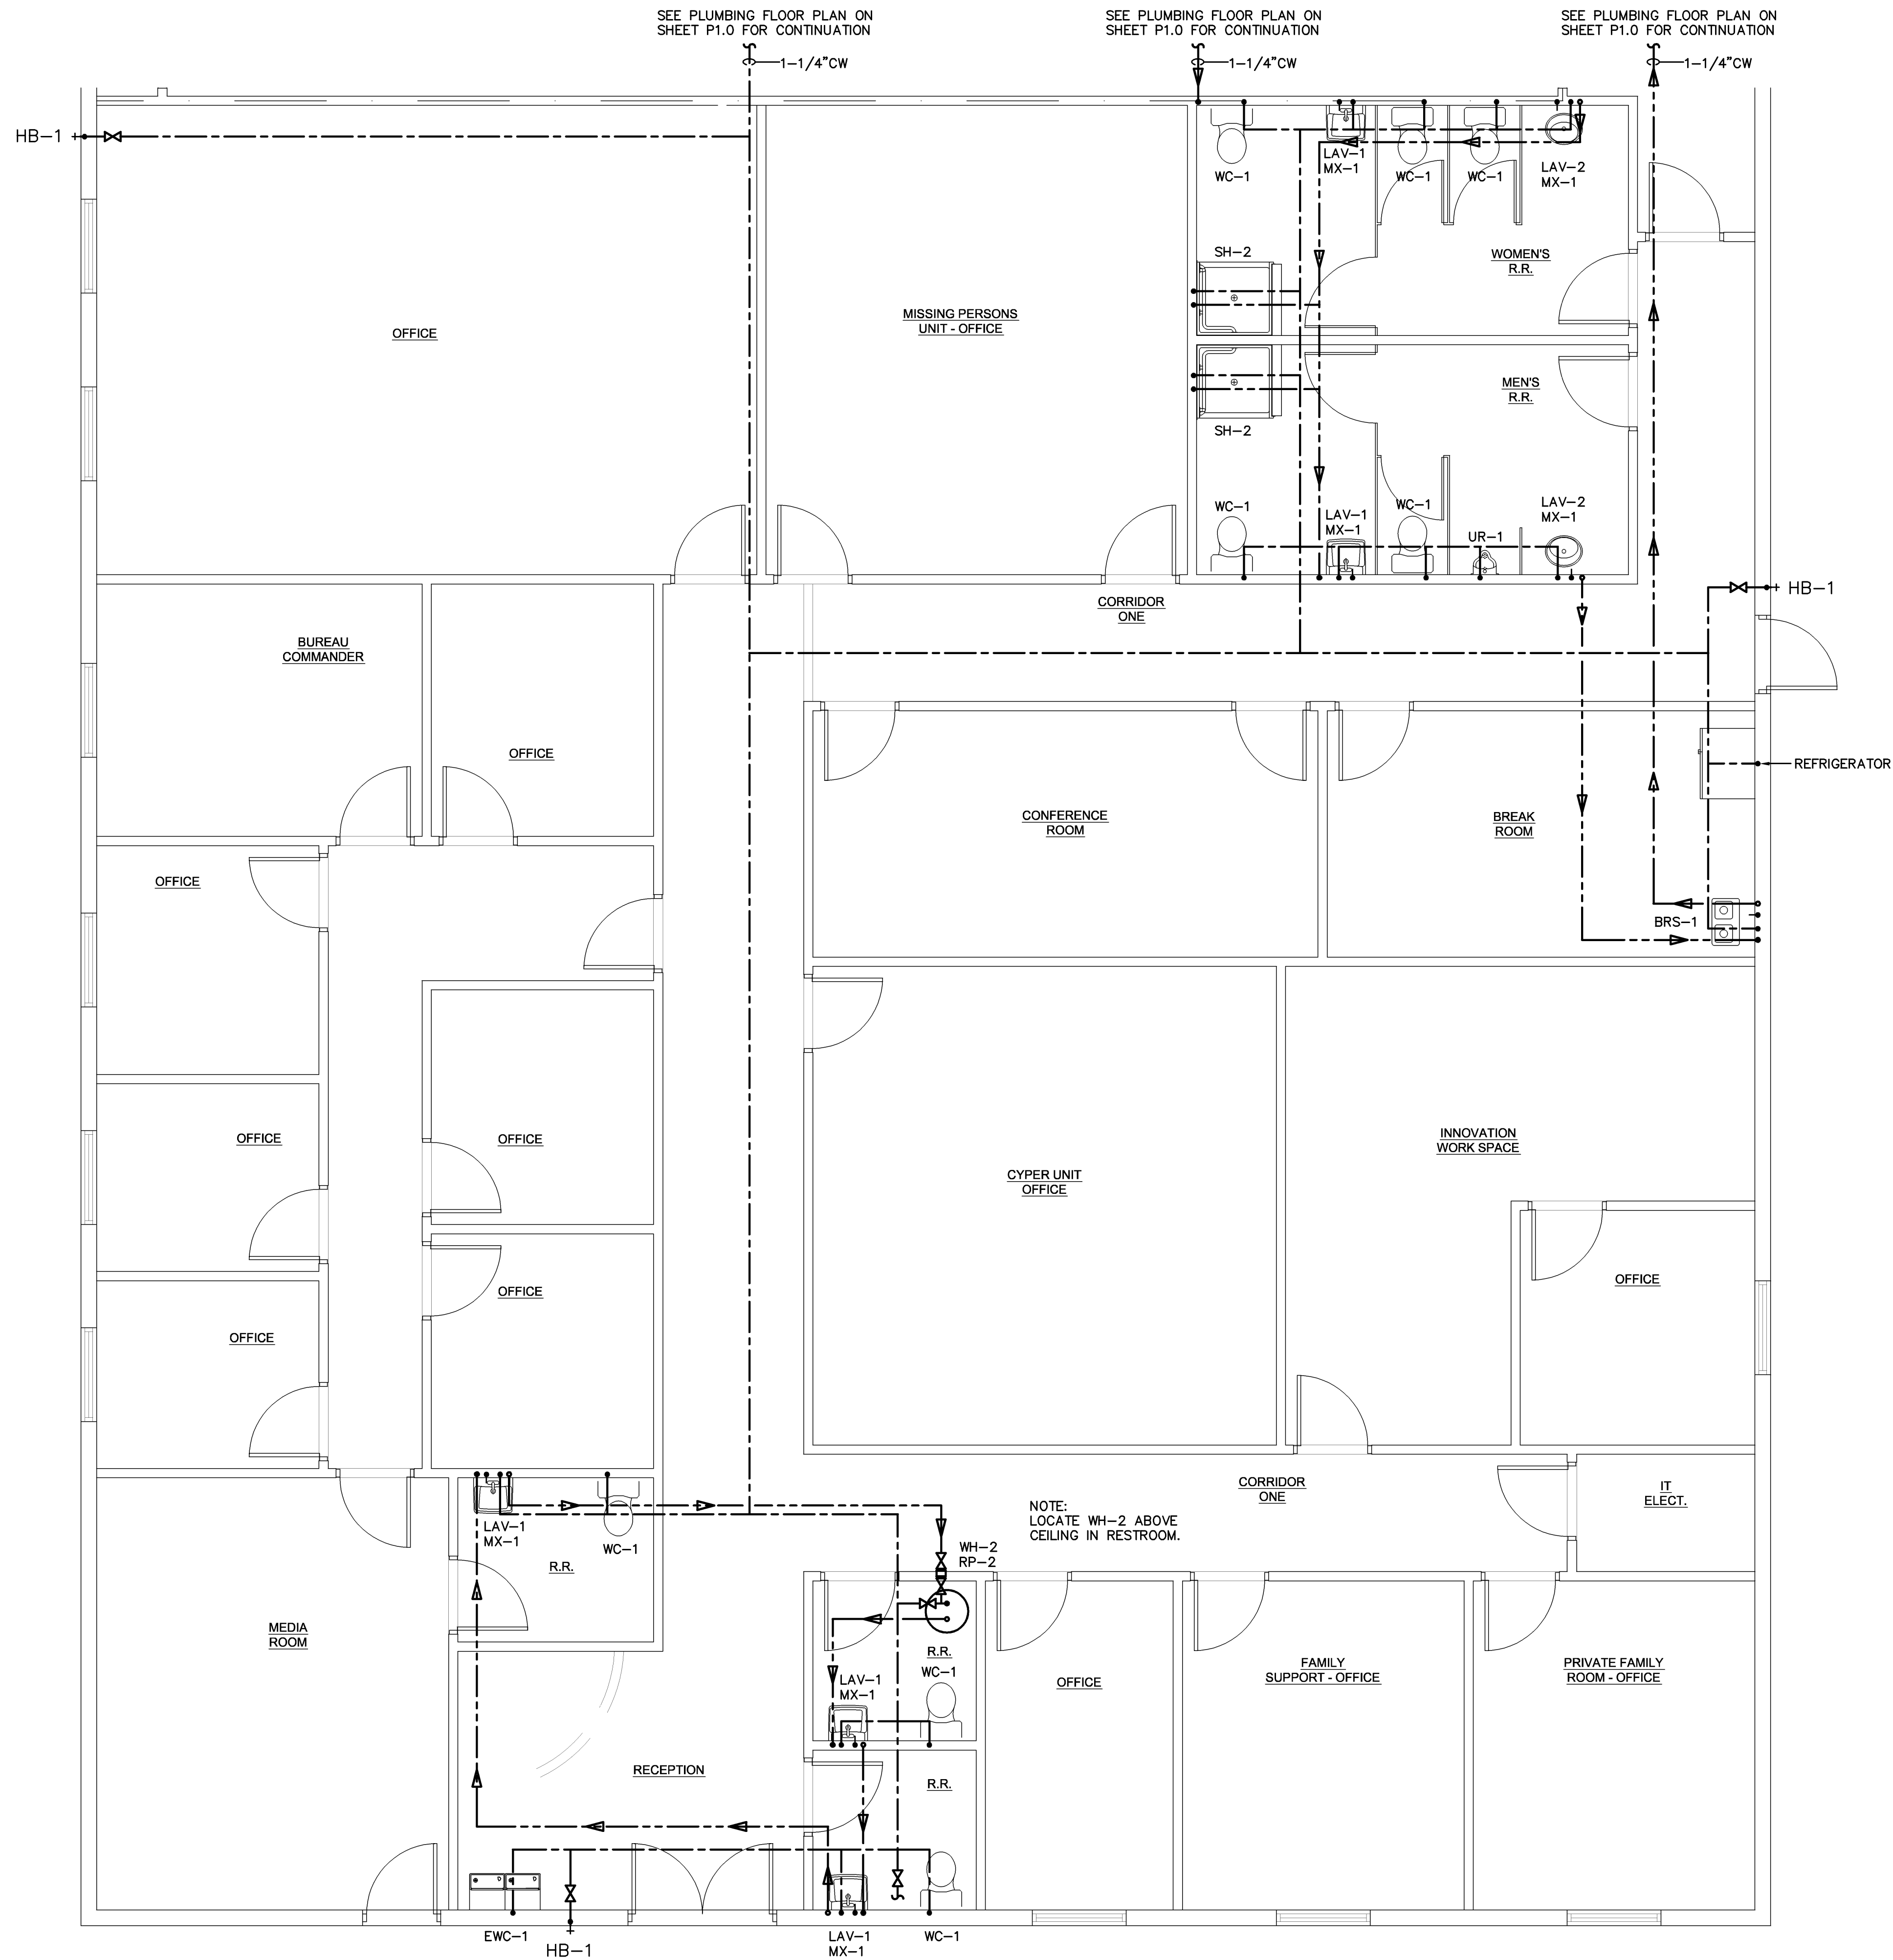 SEE PLUMBING FLOOR PLAN ON
SHEET P1.0 FOR CONTINUATION
1-1/4"CW
SEE PLUMBING FLOOR PLAN ON
SHEET P1.0 FOR CONTINUATION
1-1/4"CW
SEE PLUMBING FLOOR PLAN ON
SHEET P1.0 FOR CONTINUATION
1-1/4"CW
HB-1
WC-1
LAV-1
MX-1
WC-1
WC-1
LAV-2
MX-1
SH-2
WOMEN'S
R.R.
OFFICE
MISSING PERSONS
UNIT - OFFICE
MEN'S
R.R.
SH-2
WC-1
LAV-1
MX-1
WC-1
UR-1
LAV-2
MX-1
HB-1
CORRIDOR
ONE
BUREAU
COMMANDER
OFFICE
REFRIGERATOR
CONFERENCE
ROOM
BREAK
ROOM
OFFICE
BRS-1
OFFICE
OFFICE
INNOVATION
WORK SPACE
CYPER UNIT
OFFICE
OFFICE
OFFICE
OFFICE
CORRIDOR
ONE
IT
ELECT.
NOTE:
LOCATE WH-2 ABOVE
CEILING IN RESTROOM.
LAV-1
MX-1
WC-1
R.R.
WH-2
RP-2
MEDIA
ROOM
R.R.
WC-1
LAV-1
MX-1
OFFICE
FAMILY
SUPPORT - OFFICE
PRIVATE FAMILY
ROOM - OFFICE
RECEPTION
R.R.
EWC-1
HB-1
LAV-1
MX-1
WC-1